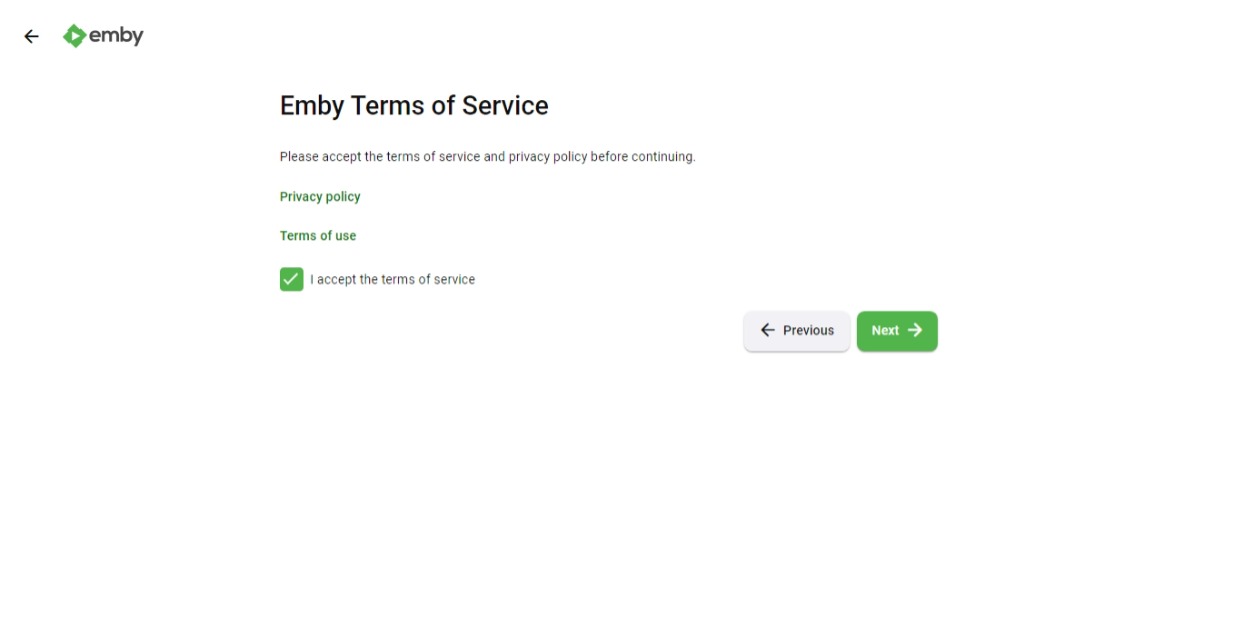 emby
Emby Terms of Service
Please accept the terms of service and privacy policy before continuing.
Privacy policy
Terms of use
I accept the terms of service
Previous
Next